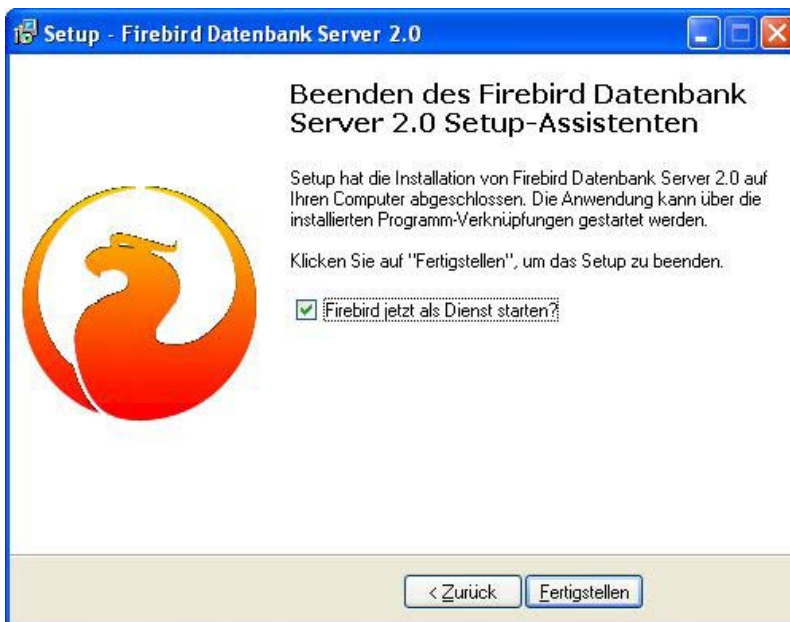 Setup - Firebird Datenbank Server 2.0
Beenden des Firebird Datenbank
Server 2.0 Setup-Assistenten
Setup hat die Installation von Firebird Datenbank Server 2.0 auf
Ihren Computer abgeschlossen. Die Anwendung kann über die
installierten Programm-Verknüpfungen gestartet werden.
Klicken Sie auf "Fertigstellen", um das Setup zu beenden.
Firebird jetzt als Dienst starten?
< Zurück
Fertigstellen